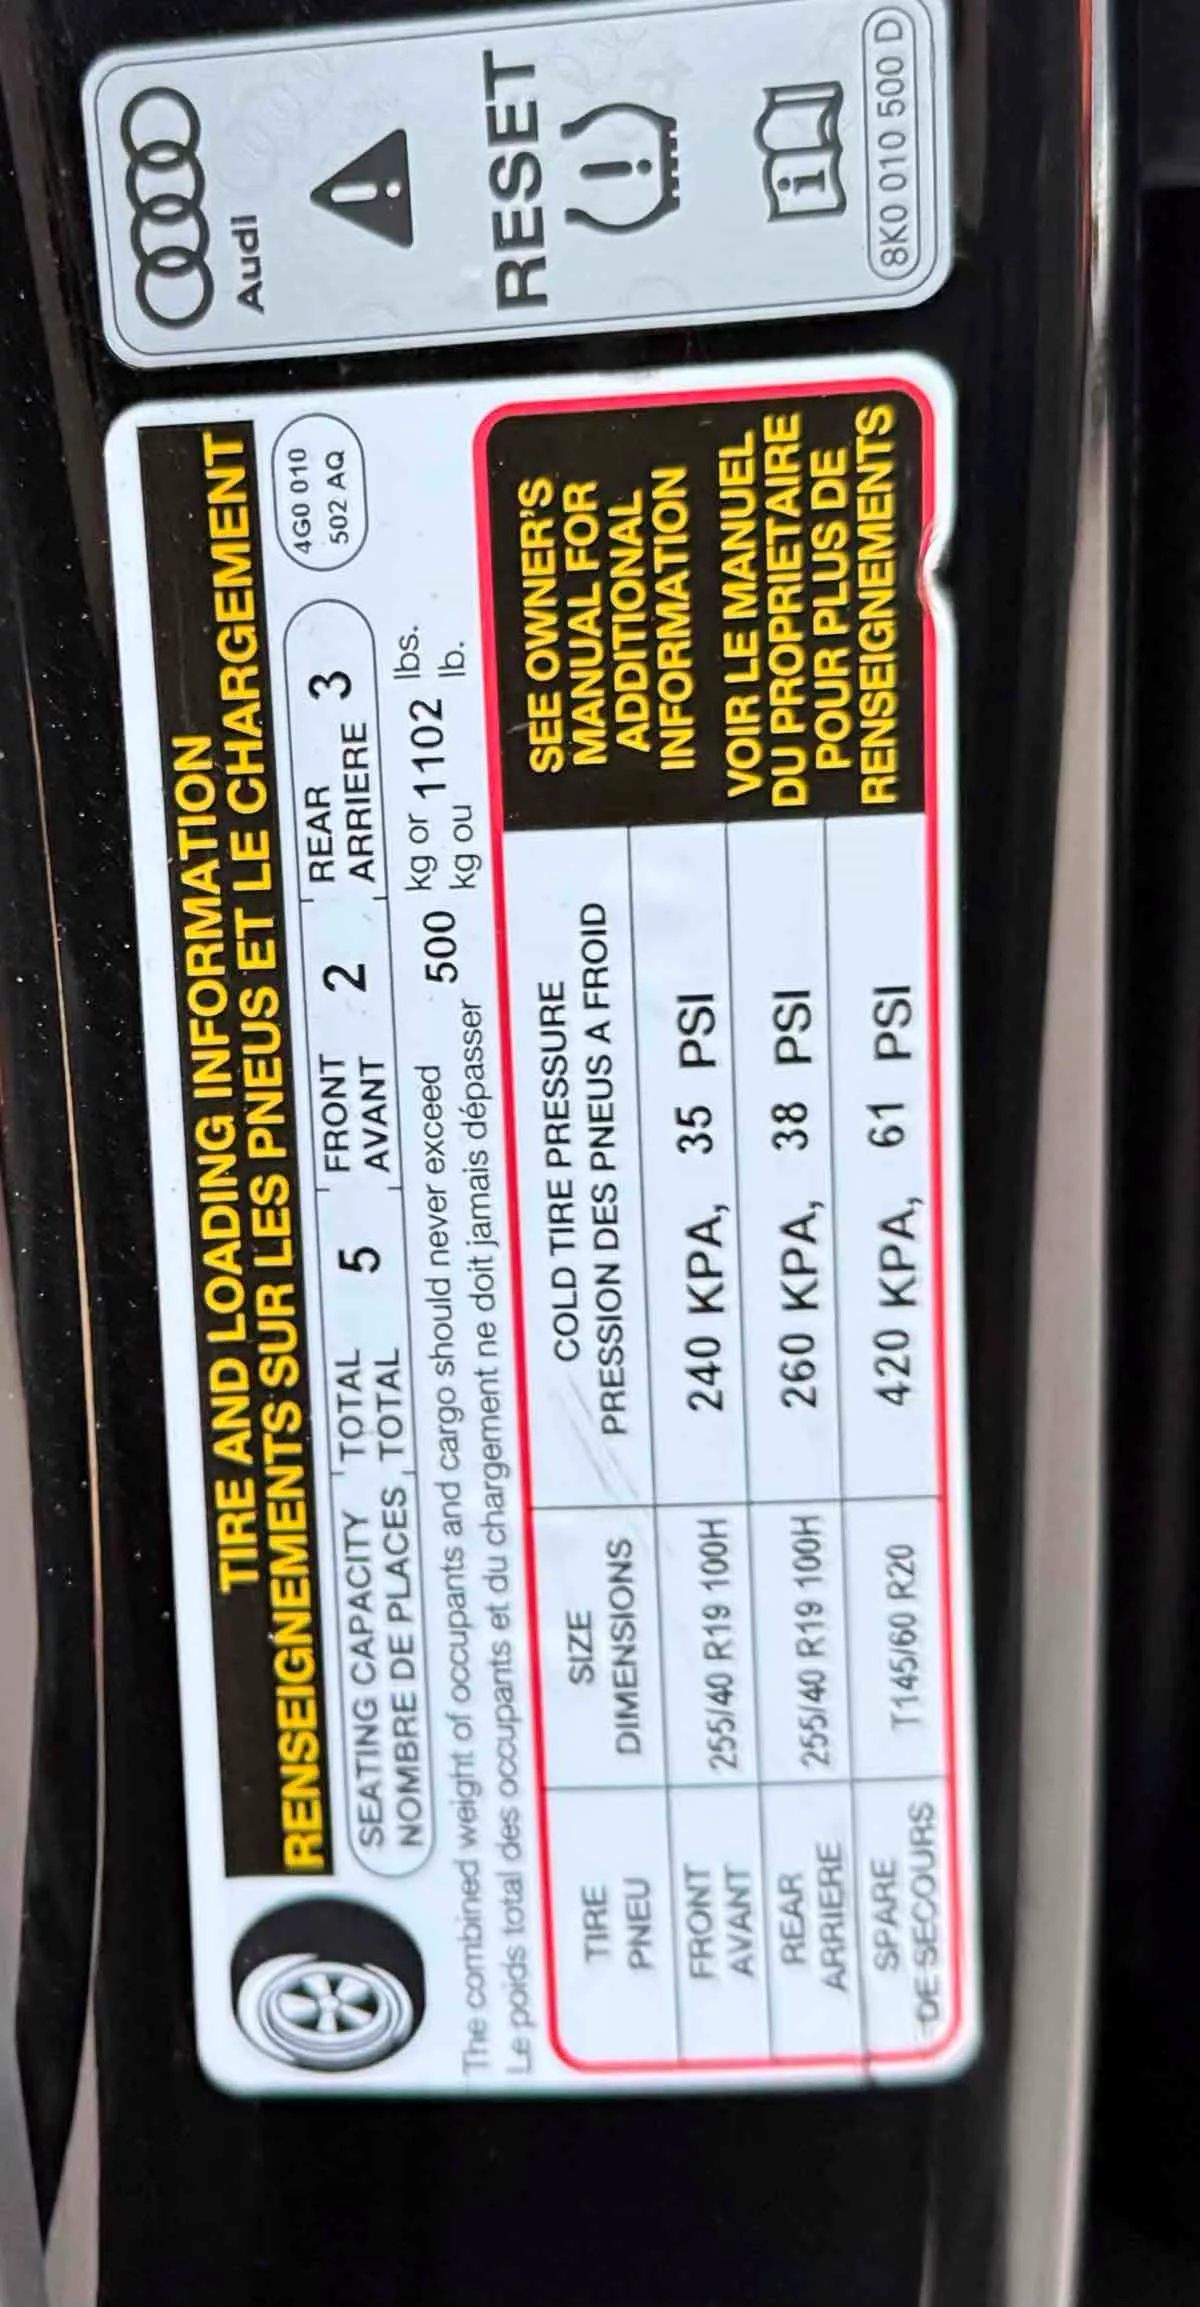 TIRE AND LOADING INFORMATION
RENSEIGNEMENTS SUR LES PNEUS ET LE CHARGEMENT
SEATING CAPACITY TOTAL 5 FRONT 2 REAR 3
NOMBRE DE PLACES TOTAL AVANT ARRIERE
4G0 010
502 AQ
The combined weight of occupants and cargo should never exceed 500 kg or 1102 lbs.
Le poids total des occupants et du chargement ne doit jamais dépasser kg ou lb.
TIRE SIZE COLD TIRE PRESSURE
PNEU DIMENSIONS PRESSION DES PNEUS A FROID
FRONT 255/40 R19 100H 240 KPA, 35 PSI
AVANT
REAR 255/40 R19 100H 260 KPA, 38 PSI
ARRIERE
SPARE T145/60 R20 420 KPA, 61 PSI
DE SECOURS
SEE OWNER'S
MANUAL FOR
ADDITIONAL
INFORMATION
VOIR LE MANUEL
DU PROPRIETAIRE
POUR PLUS DE
RENSEIGNEMENTS
Audi
RESET
8K0 010 500 D